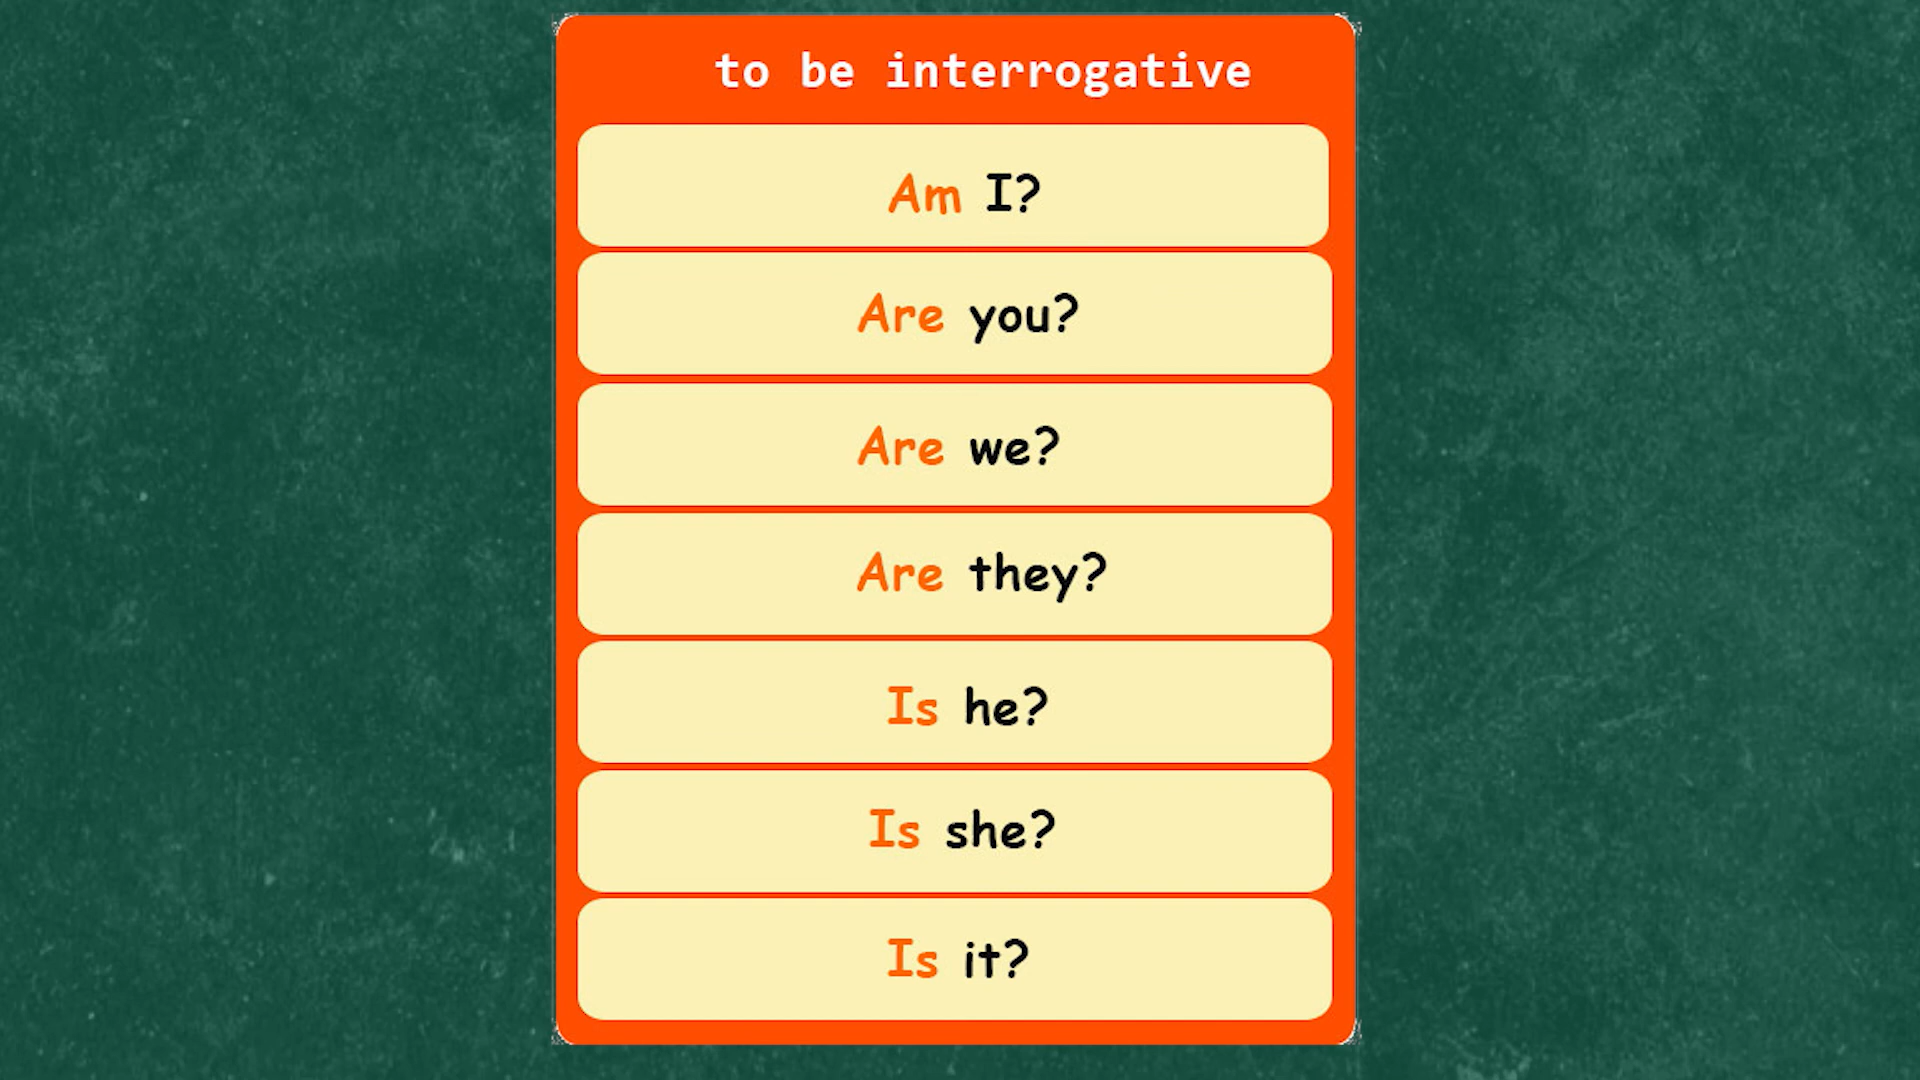 to be interrogative
Am I?
Are you?
Are we?
Are they?
Is he?
Is she?
Is it?